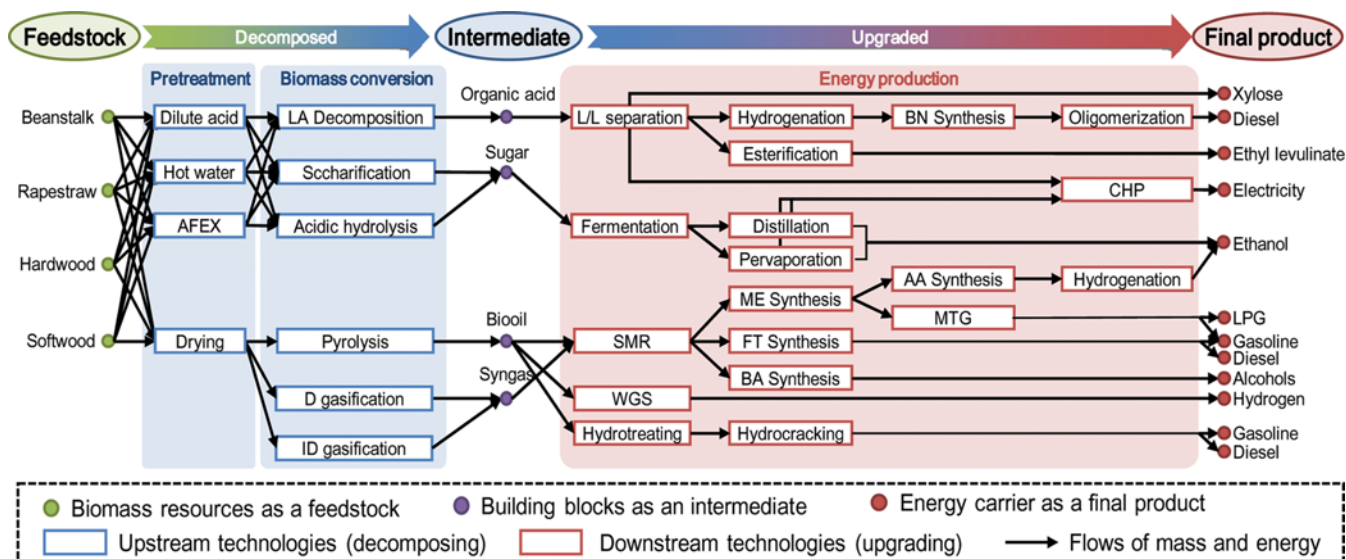 Feedstock
Decomposed
Intermediate
Upgraded
Final product
Pretreatment
Biomass conversion
Energy production
Beanstalk
Rapestraw
Hardwood
Softwood
Dilute acid
Hot water
AFEX
Drying
LA Decomposition
Sccharification
Acidic hydrolysis
Pyrolysis
D gasification
ID gasification
Organic acid
Sugar
Biooil
Syngas
L/L separation
Hydrogenation
BN Synthesis
Oligomerization
Esterification
CHP
Fermentation
Distillation
Pervaporation
ME Synthesis
AA Synthesis
Hydrogenation
MTG
SMR
FT Synthesis
BA Synthesis
WGS
Hydrotreating
Hydrocracking
Xylose
Diesel
Ethyl levulinate
Electricity
Ethanol
LPG
Gasoline
Diesel
Alcohols
Hydrogen
Gasoline
Diesel
Biomass resources as a feedstock
Building blocks as an intermediate
Energy carrier as a final product
Upstream technologies (decomposing)
Downstream technologies (upgrading)
Flows of mass and energy